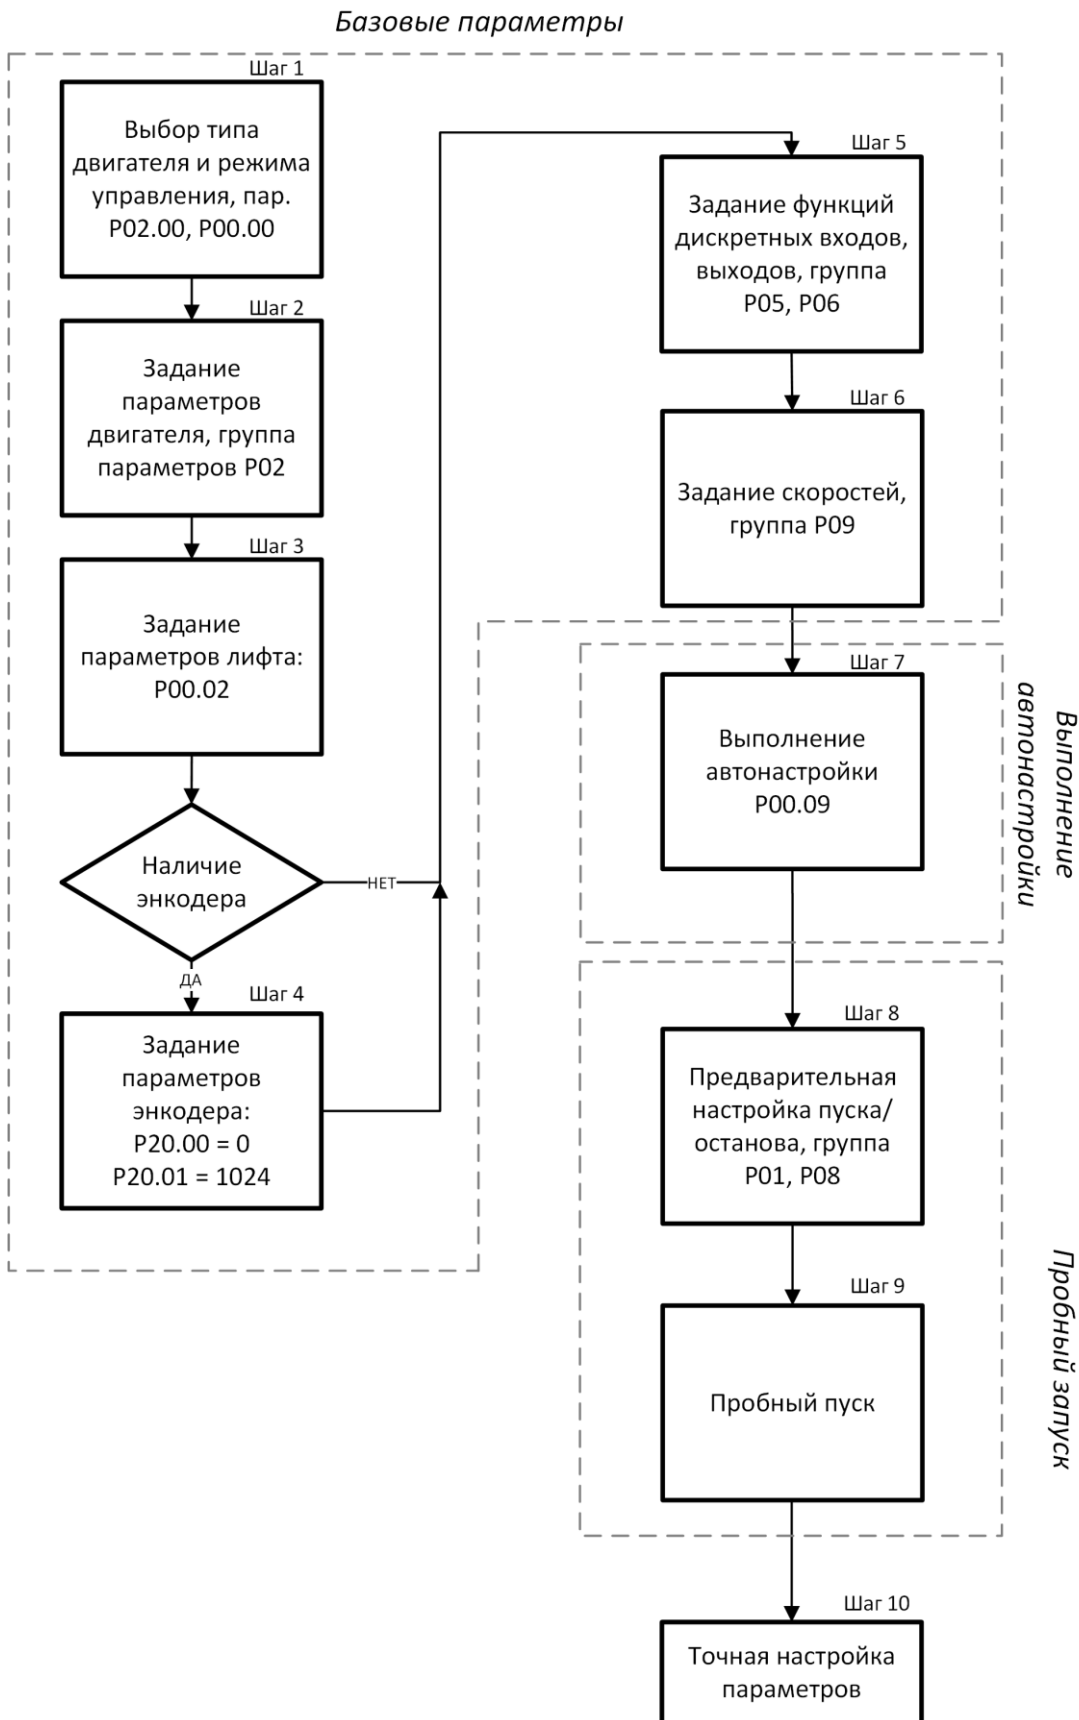 Базовые параметры
Шаг 1
Выбор типа
двигателя и режима
управления, пар.
P02.00, P00.00
Шаг 2
Задание
параметров
двигателя, группа
параметров P02
Шаг 3
Задание
параметров лифта:
P00.02
Наличие
энкодера
НЕТ
ДА
Шаг 4
Задание
параметров
энкодера:
P20.00 = 0
P20.01 = 1024
Шаг 5
Задание функций
дискретных входов,
выходов, группа
P05, P06
Шаг 6
Задание скоростей,
группа P09
Шаг 7
Выполнение
автонастройки
P00.09
Выполнение
автонастройки
Шаг 8
Предварительная
настройка пуска/
останова, группа
P01, P08
Шаг 9
Пробный пуск
Пробный запуск
Шаг 10
Точная настройка
параметров